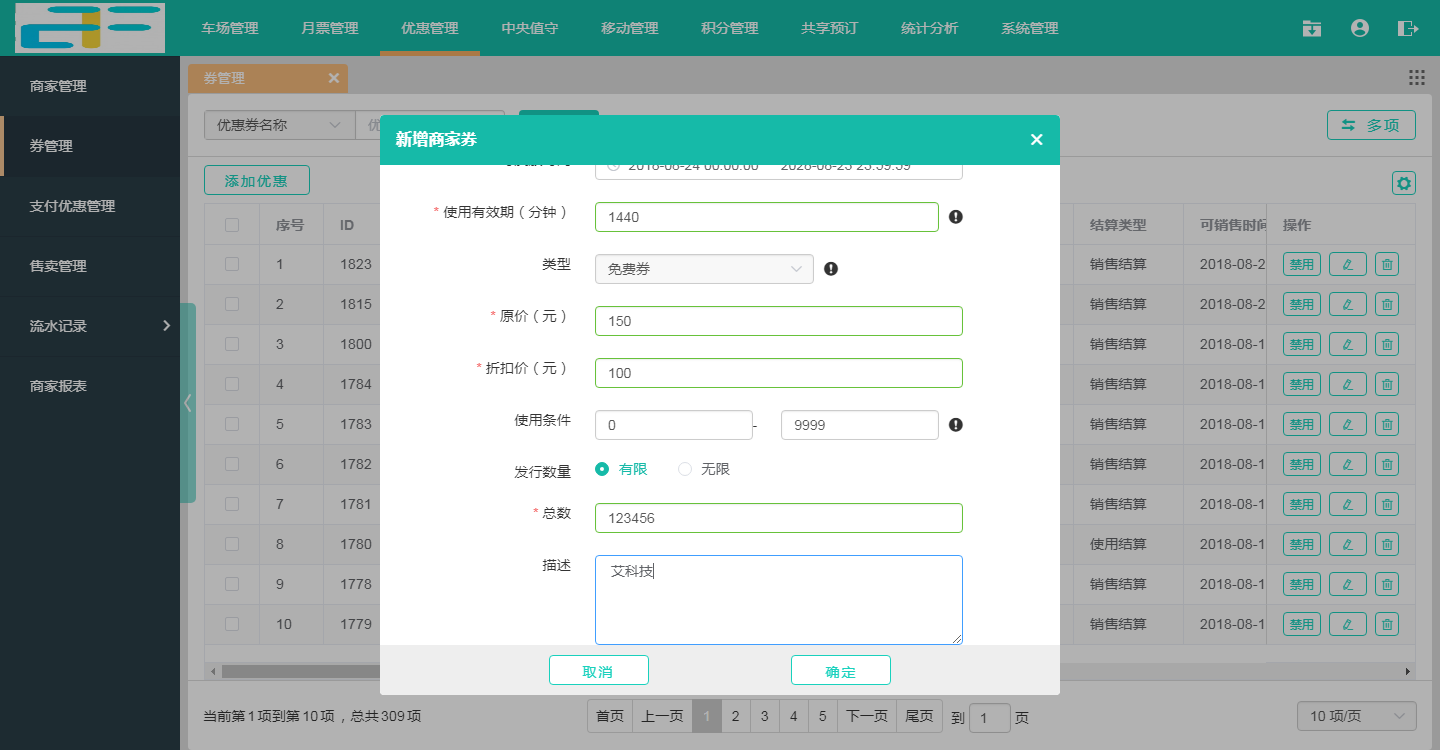 车场管理 月票管理 优惠管理 中央值守 移动管理 积分管理 共享预订 统计分析 系统管理
商家管理
券管理
支付优惠管理
售卖管理
流水记录
商家报表
券管理
优惠券名称
多项
添加优惠
序号 ID 结算类型 可销售时间 操作
1 1823 销售结算 2018-08-2 禁用
2 1815 销售结算 2018-08-2 禁用
3 1800 销售结算 2018-08-1 禁用
4 1784 销售结算 2018-08-1 禁用
5 1783 销售结算 2018-08-1 禁用
6 1782 销售结算 2018-08-1 禁用
7 1781 销售结算 2018-08-1 禁用
8 1780 使用结算 2018-08-1 禁用
9 1778 销售结算 2018-08-1 禁用
10 1779 销售结算 2018-08-1 禁用
新增商家券
2018-08-24 00:00:00 2028-08-23 23:59:59
* 使用有效期（分钟） 1440
类型 免费券
* 原价（元） 150
* 折扣价（元） 100
使用条件 0 - 9999
发行数量 有限 无限
* 总数 123456
描述 艾科技
取消 确定
当前第1项到第10项，总共309项
首页 上一页 1 2 3 4 5 下一页 尾页 到 1 页
10 项/页